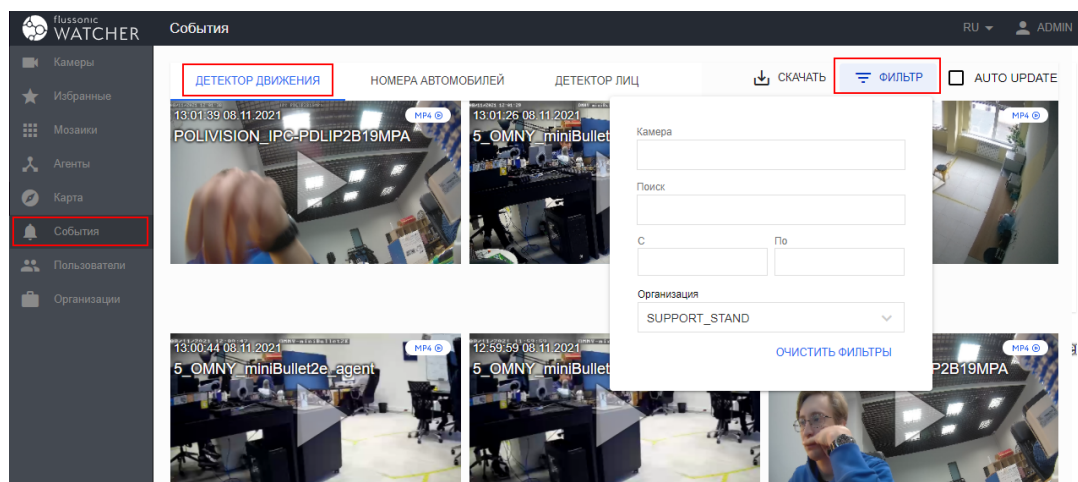 flussonic
WATCHER
События
RU
ADMIN
Камеры
Избранные
Мозаики
Агенты
Карта
События
Пользователи
Организации
ДЕТЕКТОР ДВИЖЕНИЯ
НОМЕРА АВТОМОБИЛЕЙ
ДЕТЕКТОР ЛИЦ
СКАЧАТЬ
ФИЛЬТР
AUTO UPDATE
13:01:39 08.11.2021
MP4
POLIVISION_IPC-PDLIP2B19MPA
13:01:26 08.11.2021
5_OMNY_miniBullet
MP4
Камера
Поиск
С
По
Организация
SUPPORT_STAND
ОЧИСТИТЬ ФИЛЬТРЫ
13:00:44 08.11.2021
MP4
5_OMNY_miniBullet2e_agent
12:59:59 08.11.2021
5_OMNY_miniBullet
MP4
P2B19MPA